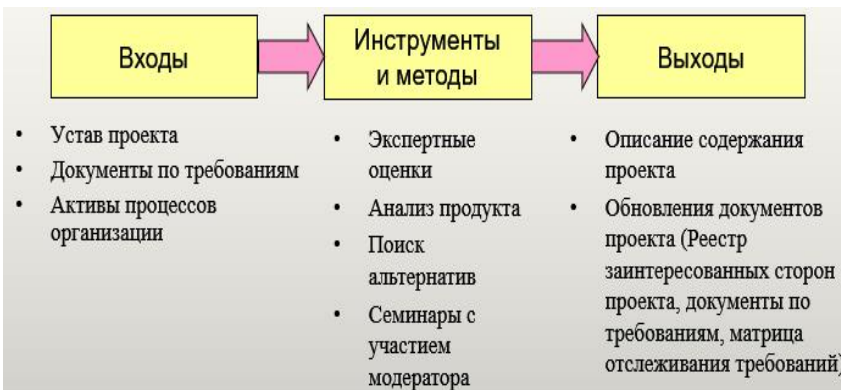 Входы
Инструменты
и методы
Выходы
• Устав проекта
• Документы по требованиям
• Активы процессов
организации
• Экспертные
оценки
• Анализ продукта
• Поиск
альтернатив
• Семинары с
участием
модератора
• Описание содержания
проекта
• Обновления документов
проекта (Реестр
заинтересованных сторон
проекта, документы по
требованиям, матрица
отслеживания требований)